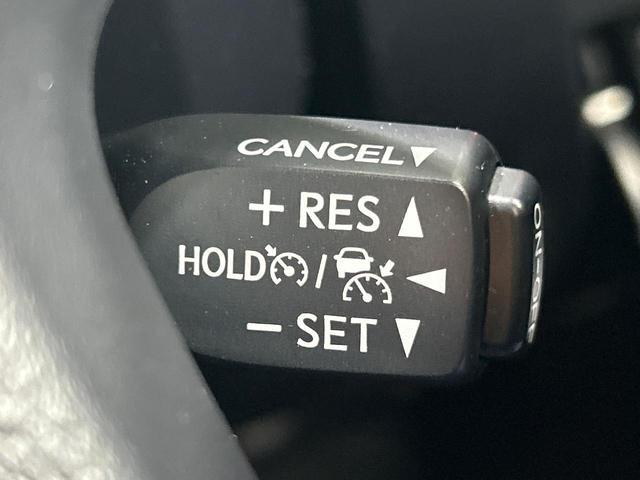 CANCEL▼
+ RES ▲
HOLD / ◀
− SET ▼
ON-OFF